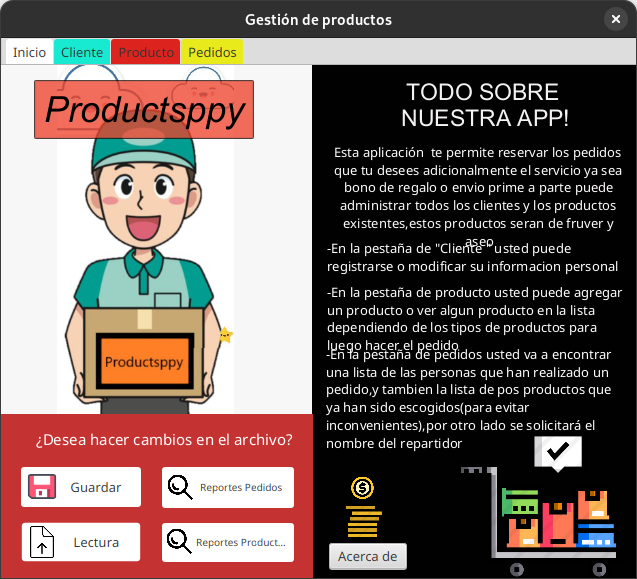 Gestión de productos
Inicio
Cliente
Producto
Pedidos
Productsppy
Productsppy
¿Desea hacer cambios en el archivo?
Guardar
Reportes Pedidos
Lectura
Reportes Product...
TODO SOBRE
NUESTRA APP!
Esta aplicación te permite reservar los pedidos
que tu desees adicionalmente el servicio ya sea
bono de regalo o envio prime a parte puede
administrar todos los clientes y los productos
existentes,estos productos seran de fruver y
aseo
-En la pestaña de "Cliente" usted puede
registrarse o modificar su informacion personal
-En la pestaña de producto usted puede agregar
un producto o ver algun producto en la lista
dependiendo de los tipos de productos para
luego hacer el pedido
-En la pestaña de pedidos usted va a encontrar
una lista de las personas que han realizado un
pedido,y tambien la lista de pos productos que
ya han sido escogidos(para evitar
inconvenientes),por otro lado se solicitará el
nombre del repartidor
Acerca de